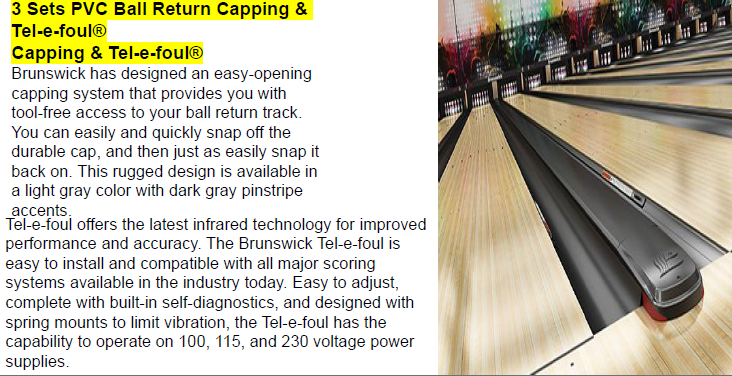 3 Sets PVC Ball Return Capping &
Tel-e-foul®
Capping & Tel-e-foul®
Brunswick has designed an easy-opening
capping system that provides you with
tool-free access to your ball return track.
You can easily and quickly snap off the
durable cap, and then just as easily snap it
back on. This rugged design is available in
a light gray color with dark gray pinstripe
accents.
Tel-e-foul offers the latest infrared technology for improved
performance and accuracy. The Brunswick Tel-e-foul is
easy to install and compatible with all major scoring
systems available in the industry today. Easy to adjust,
complete with built-in self-diagnostics, and designed with
spring mounts to limit vibration, the Tel-e-foul has the
capability to operate on 100, 115, and 230 voltage power
supplies.